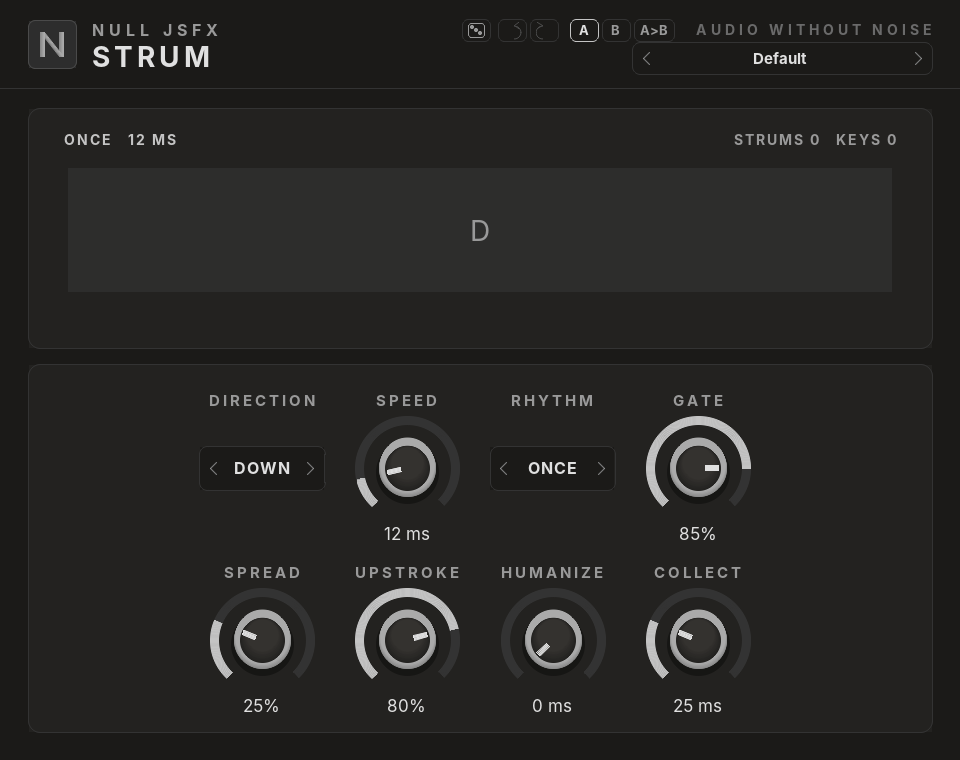 N
NULL JSFX
STRUM
A B A>B AUDIO WITHOUT NOISE
Default
ONCE 12 MS STRUMS 0 KEYS 0
D
DIRECTION SPEED RHYTHM GATE
DOWN ONCE
12 ms 85%
SPREAD UPSTROKE HUMANIZE COLLECT
25% 80% 0 ms 25 ms